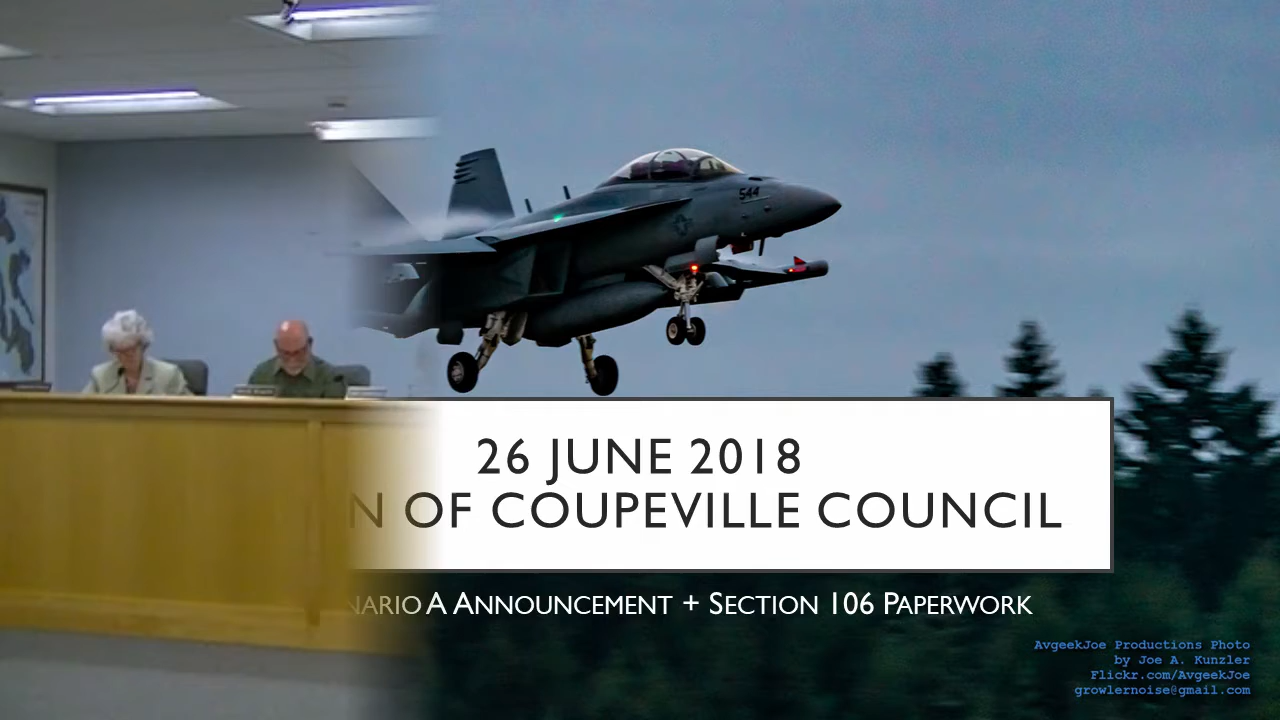 544
26 JUNE 2018
N OF COUPEVILLE COUNCIL
NARIO A ANNOUNCEMENT + SECTION 106 PAPERWORK
AvgeekJoe Productions Photo
by Joe A. Kunzler
Flickr.com/AvgeekJoe
growlernoise@gmail.com